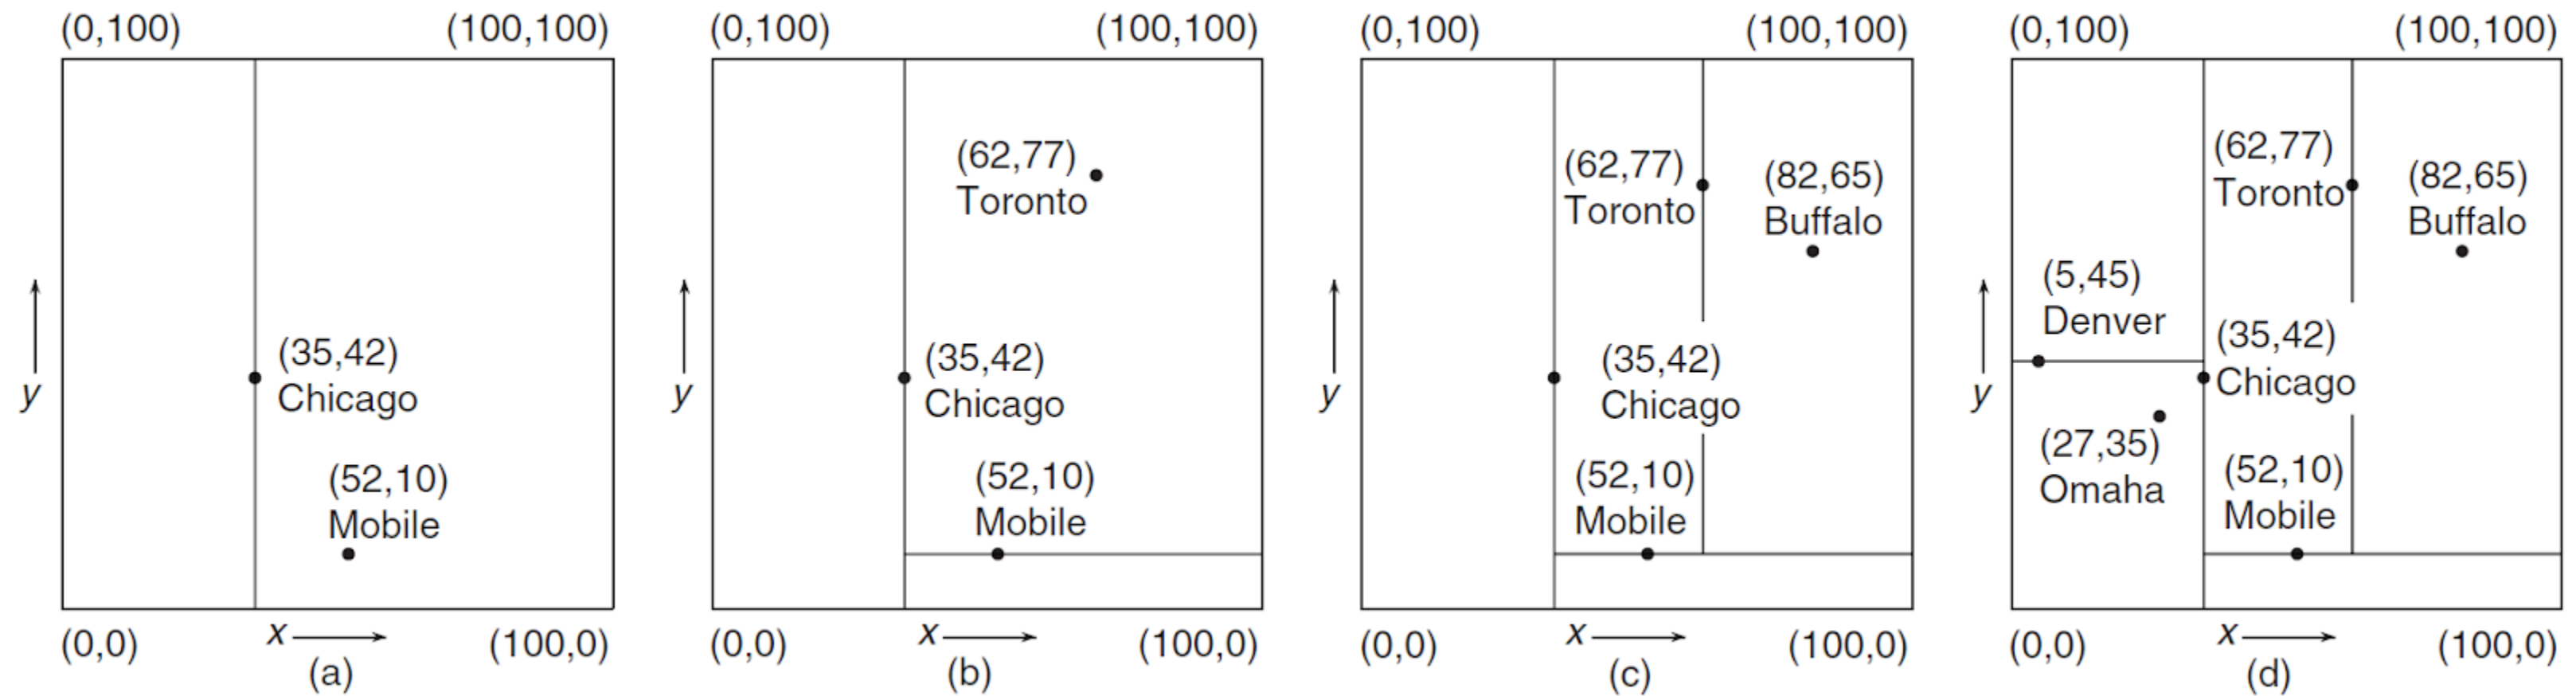 (0,100) (100,100)
(35,42)
Chicago
(52,10)
Mobile
y
x
(0,0) (100,0)
(a)
(0,100) (100,100)
(62,77)
Toronto
(35,42)
Chicago
(52,10)
Mobile
y
x
(0,0) (100,0)
(b)
(0,100) (100,100)
(62,77)
Toronto
(82,65)
Buffalo
(35,42)
Chicago
(52,10)
Mobile
y
x
(0,0) (100,0)
(c)
(0,100) (100,100)
(62,77)
Toronto
(82,65)
Buffalo
(5,45)
Denver
(35,42)
Chicago
(27,35)
Omaha
(52,10)
Mobile
y
x
(0,0) (100,0)
(d)